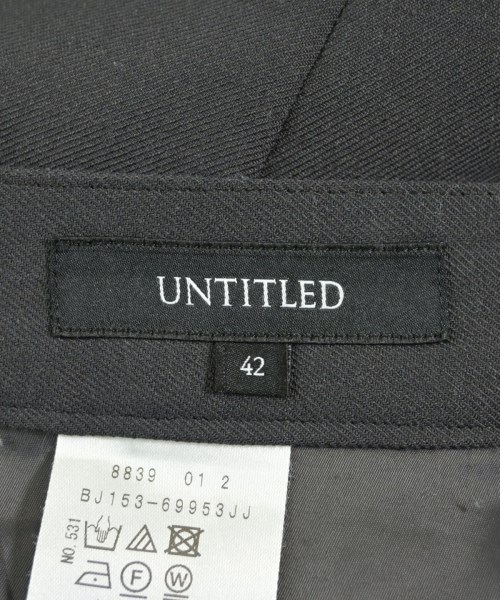 UNTITLED
42
8839 01 2
BJ153-69953JJ
NO.531
F W